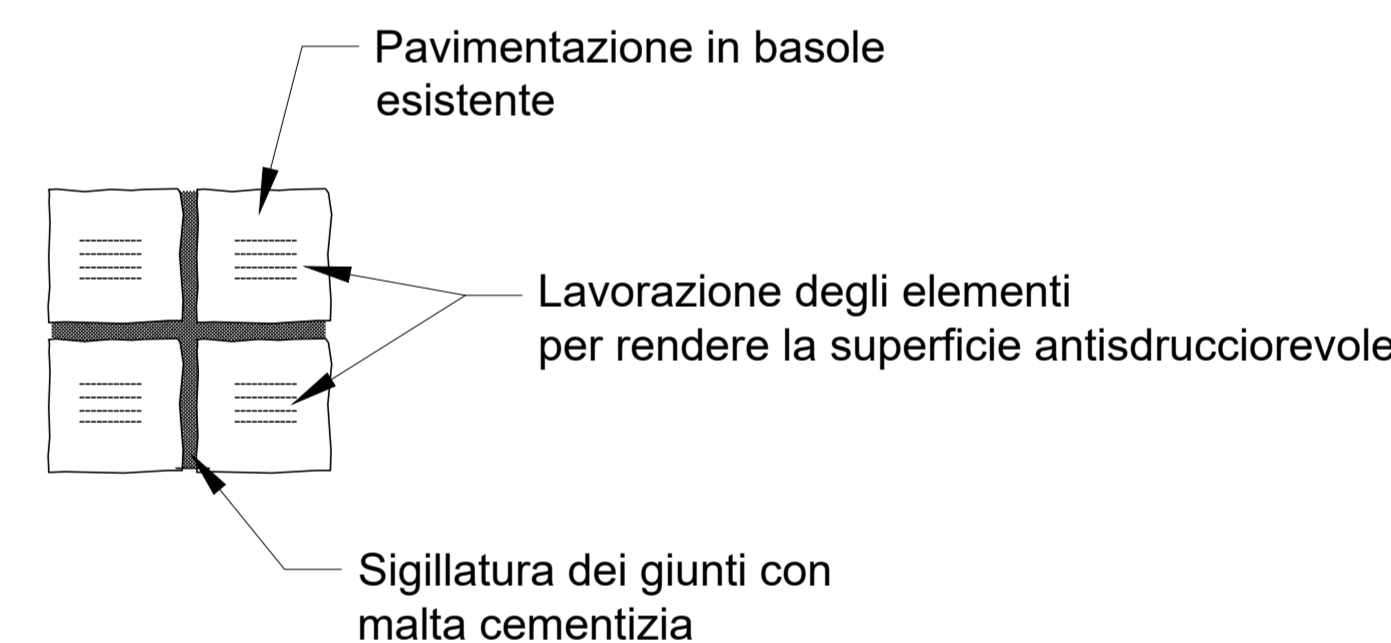 Pavimentazione in basole
esistente
Lavorazione degli elementi
per rendere la superficie antisdrucciorevole
Sigillatura dei giunti con
malta cementizia